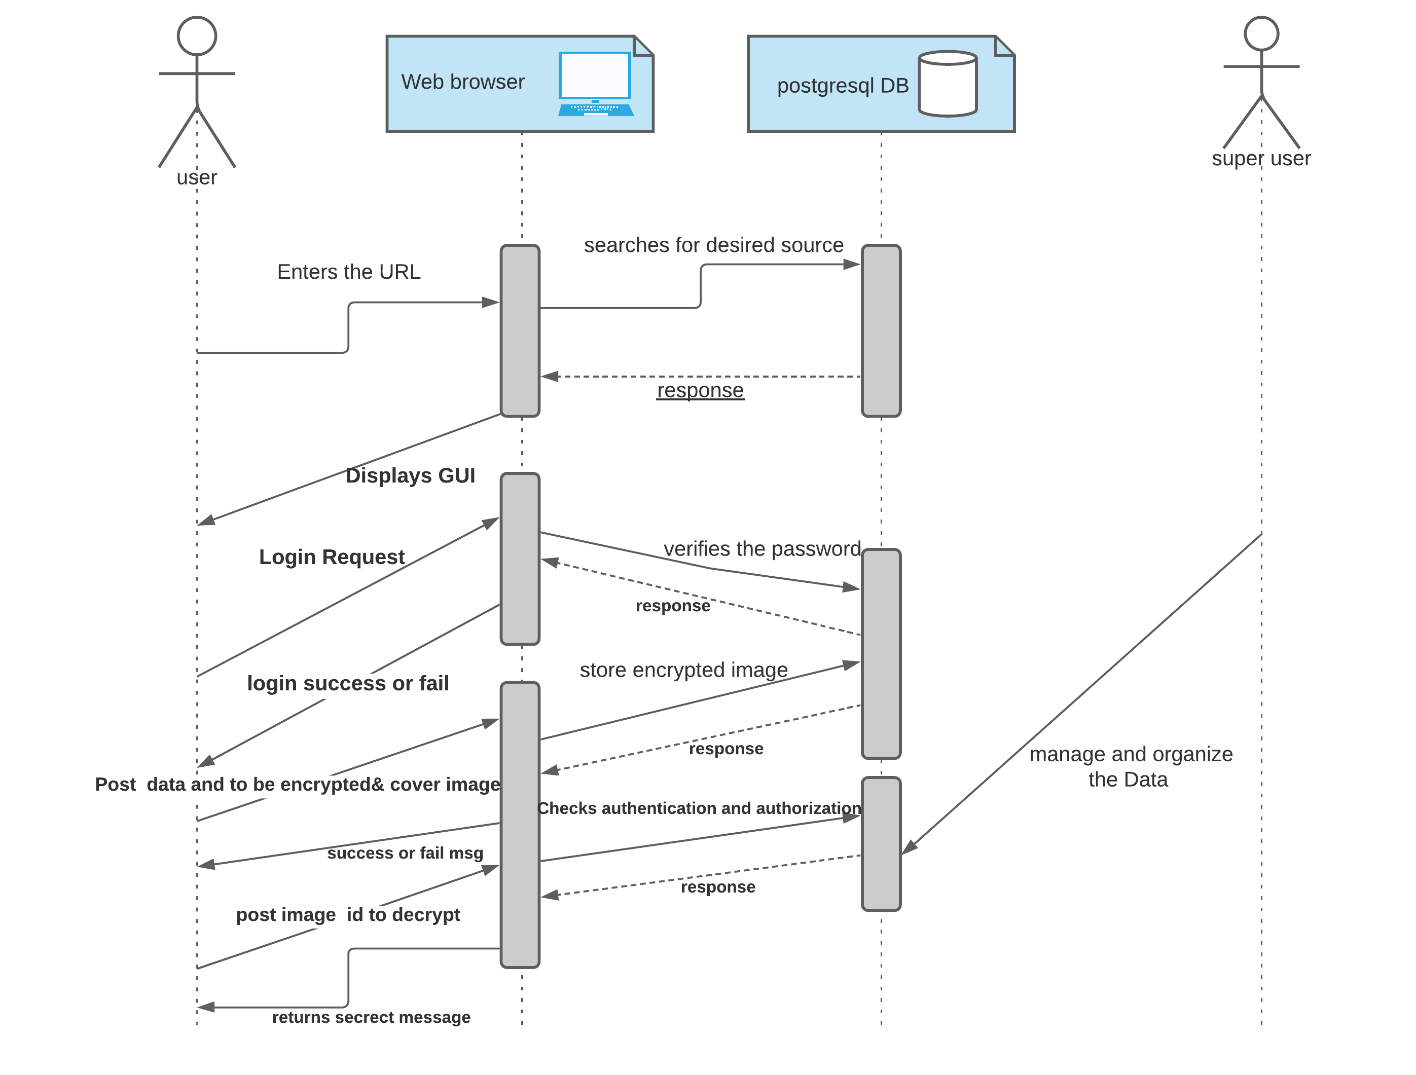 Web browser
postgresql DB
user
super user
searches for desired source
Enters the URL
response
Displays GUI
verifies the password
Login Request
response
store encrypted image
login success or fail
response
manage and organize
the Data
Post  data and to be encrypted& cover image
Checks authentication and authorization
success or fail msg
response
post image  id to decrypt
returns secrect message